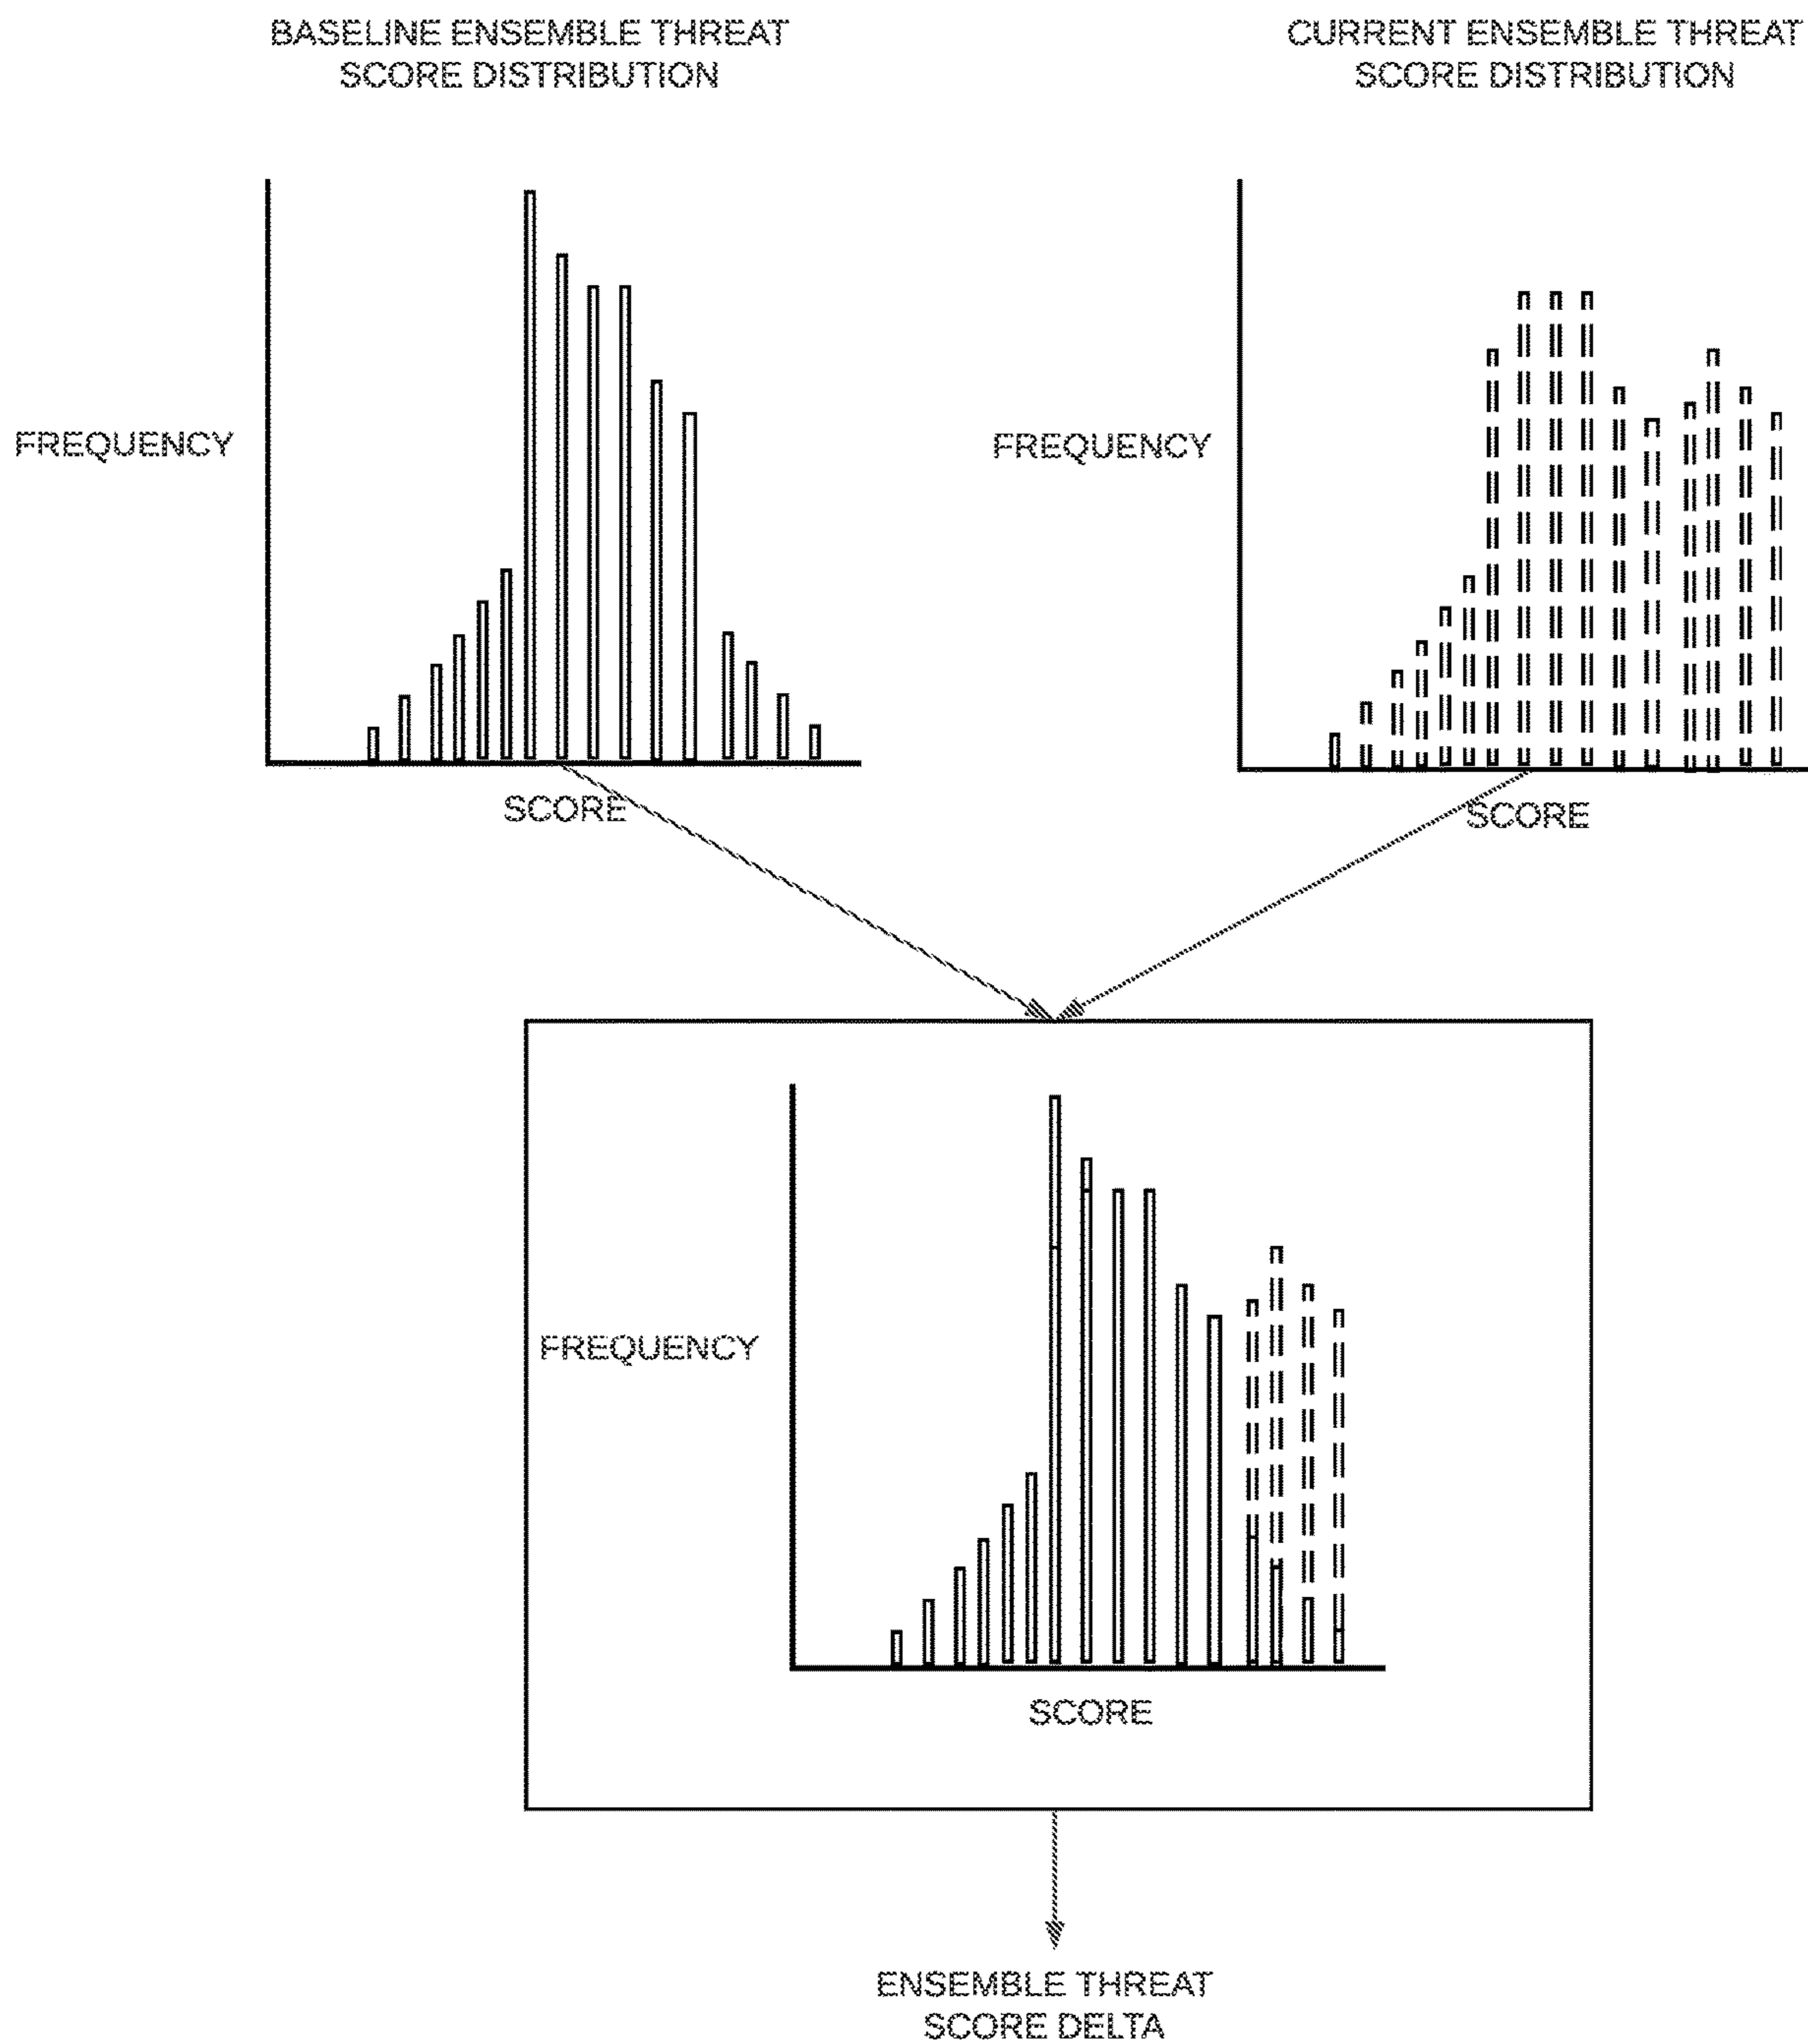 BASELINE ENSEMBLE THREAT
SCORE DISTRIBUTION
CURRENT ENSEMBLE THREAT
SCORE DISTRIBUTION
FREQUENCY
SCORE
FREQUENCY
SCORE
FREQUENCY
SCORE
ENSEMBLE THREAT
SCORE DELTA